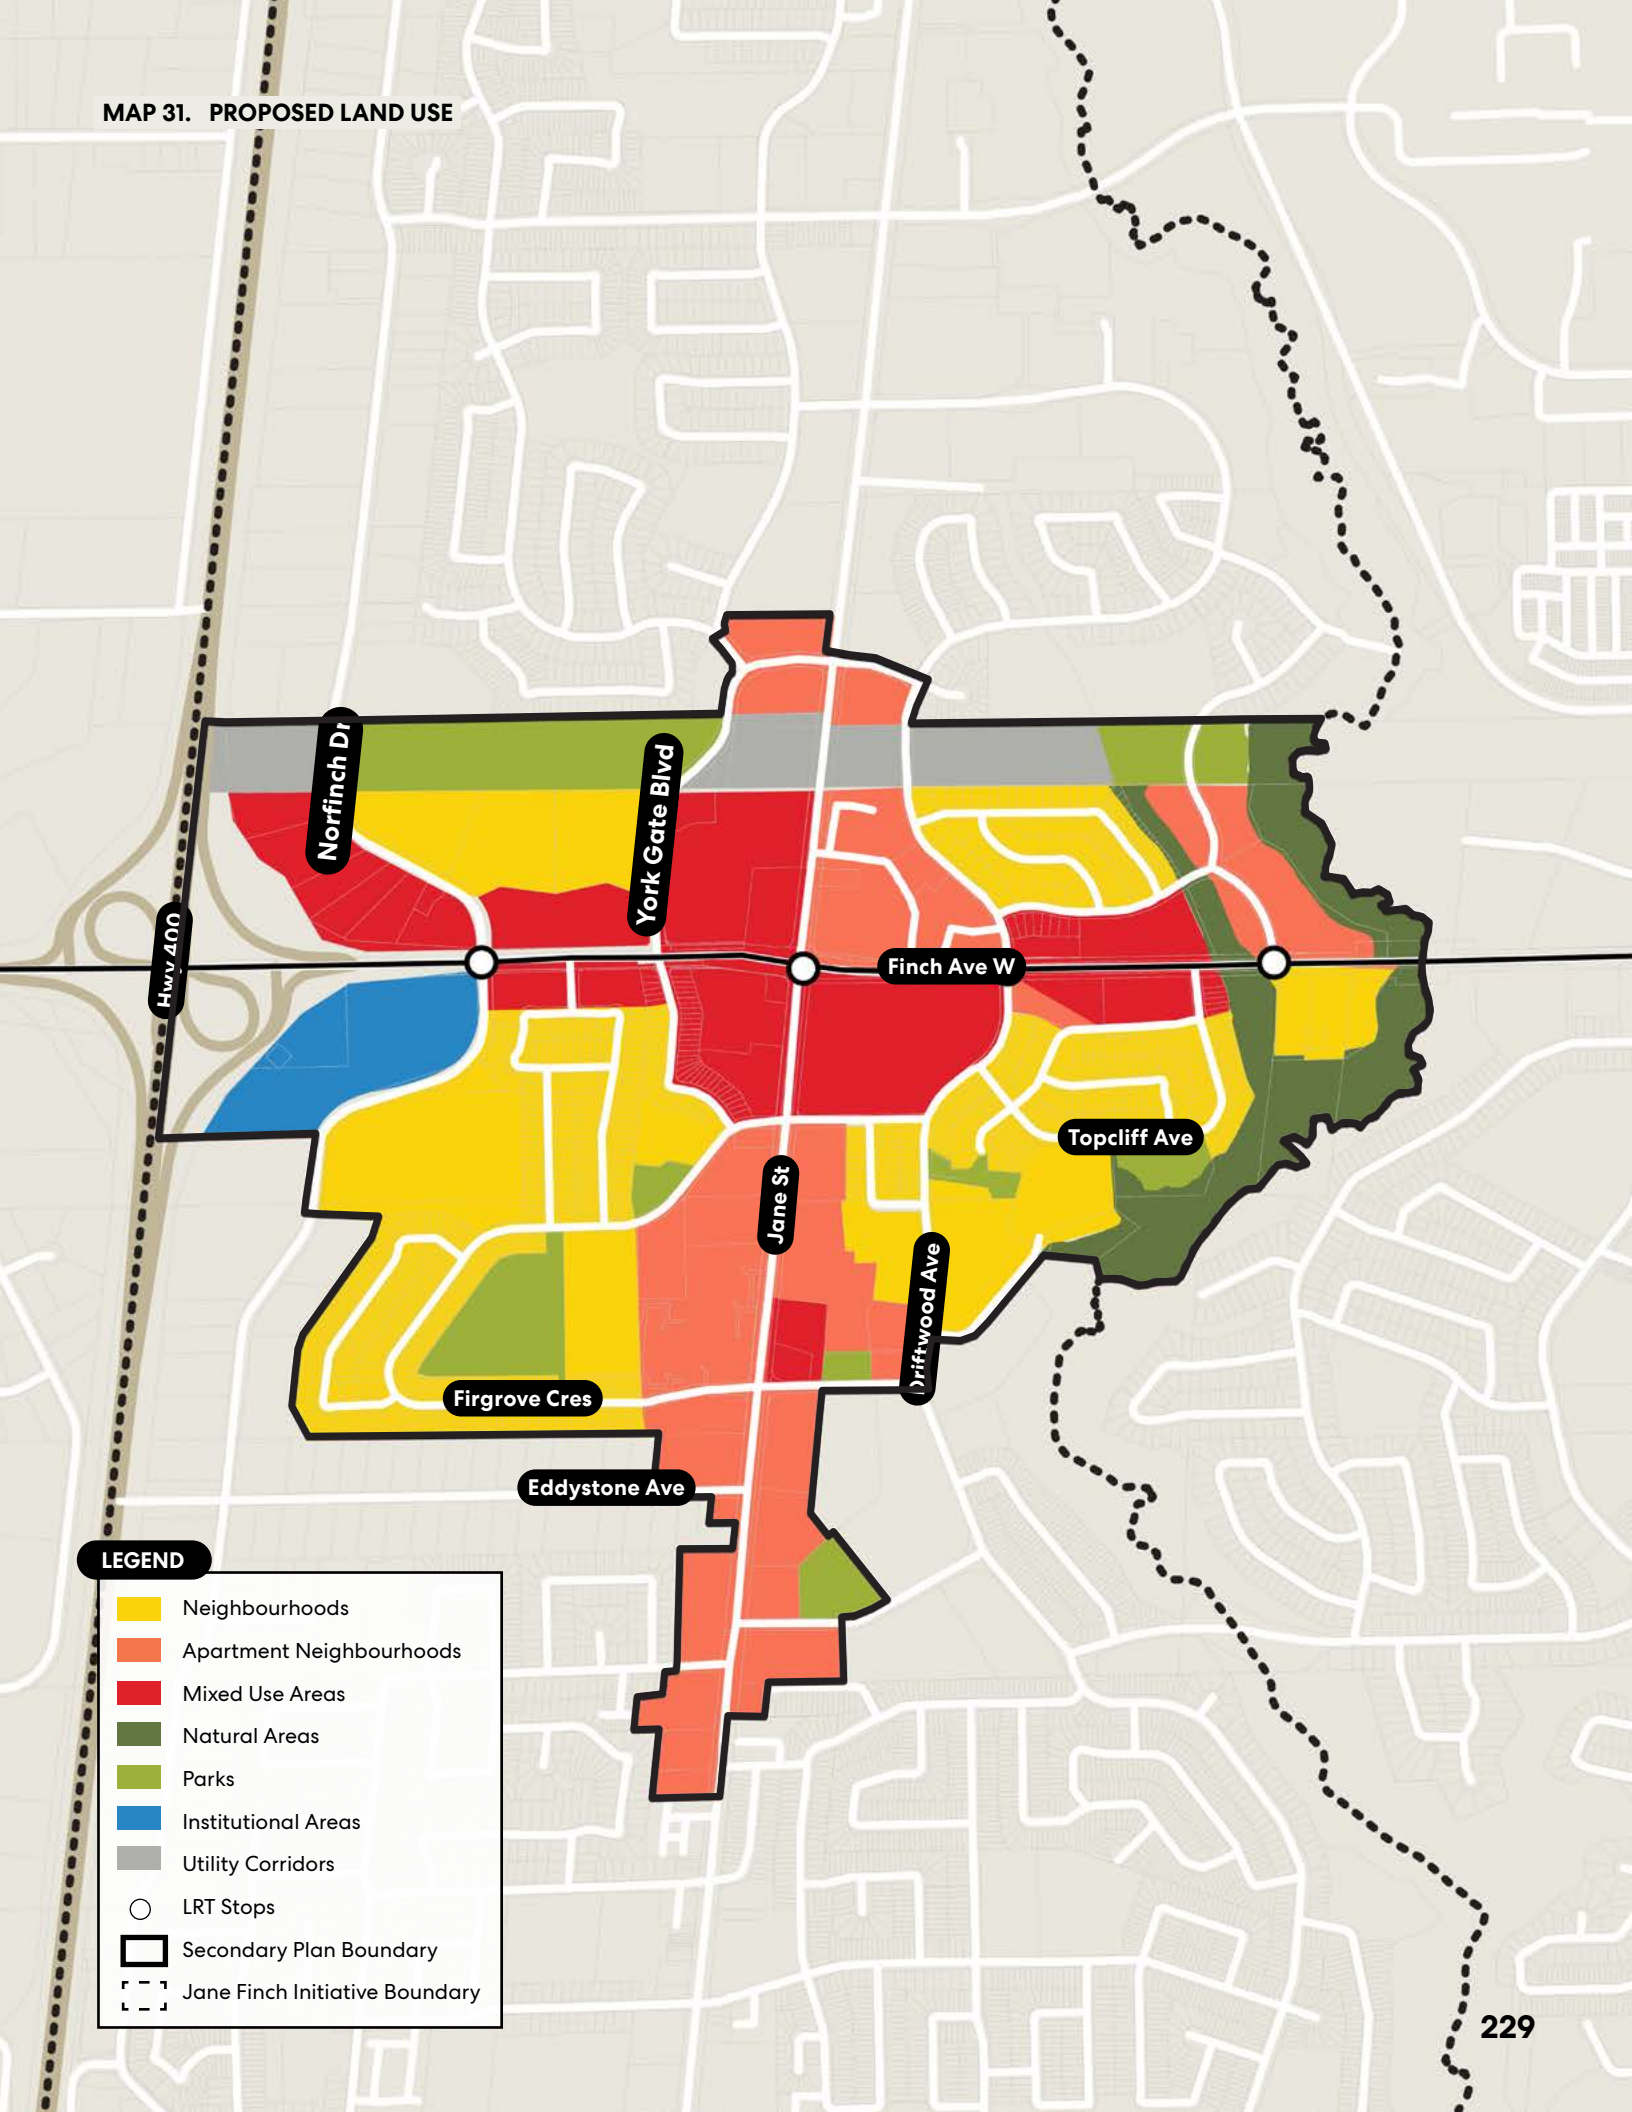 MAP 31. PROPOSED LAND USE
Norfinch Dr
York Gate Blvd
Hwy 400
Finch Ave W
Topcliff Ave
Jane St
Driftwood Ave
Firgrove Cres
Eddystone Ave
LEGEND
Neighbourhoods
Apartment Neighbourhoods
Mixed Use Areas
Natural Areas
Parks
Institutional Areas
Utility Corridors
LRT Stops
Secondary Plan Boundary
Jane Finch Initiative Boundary
229